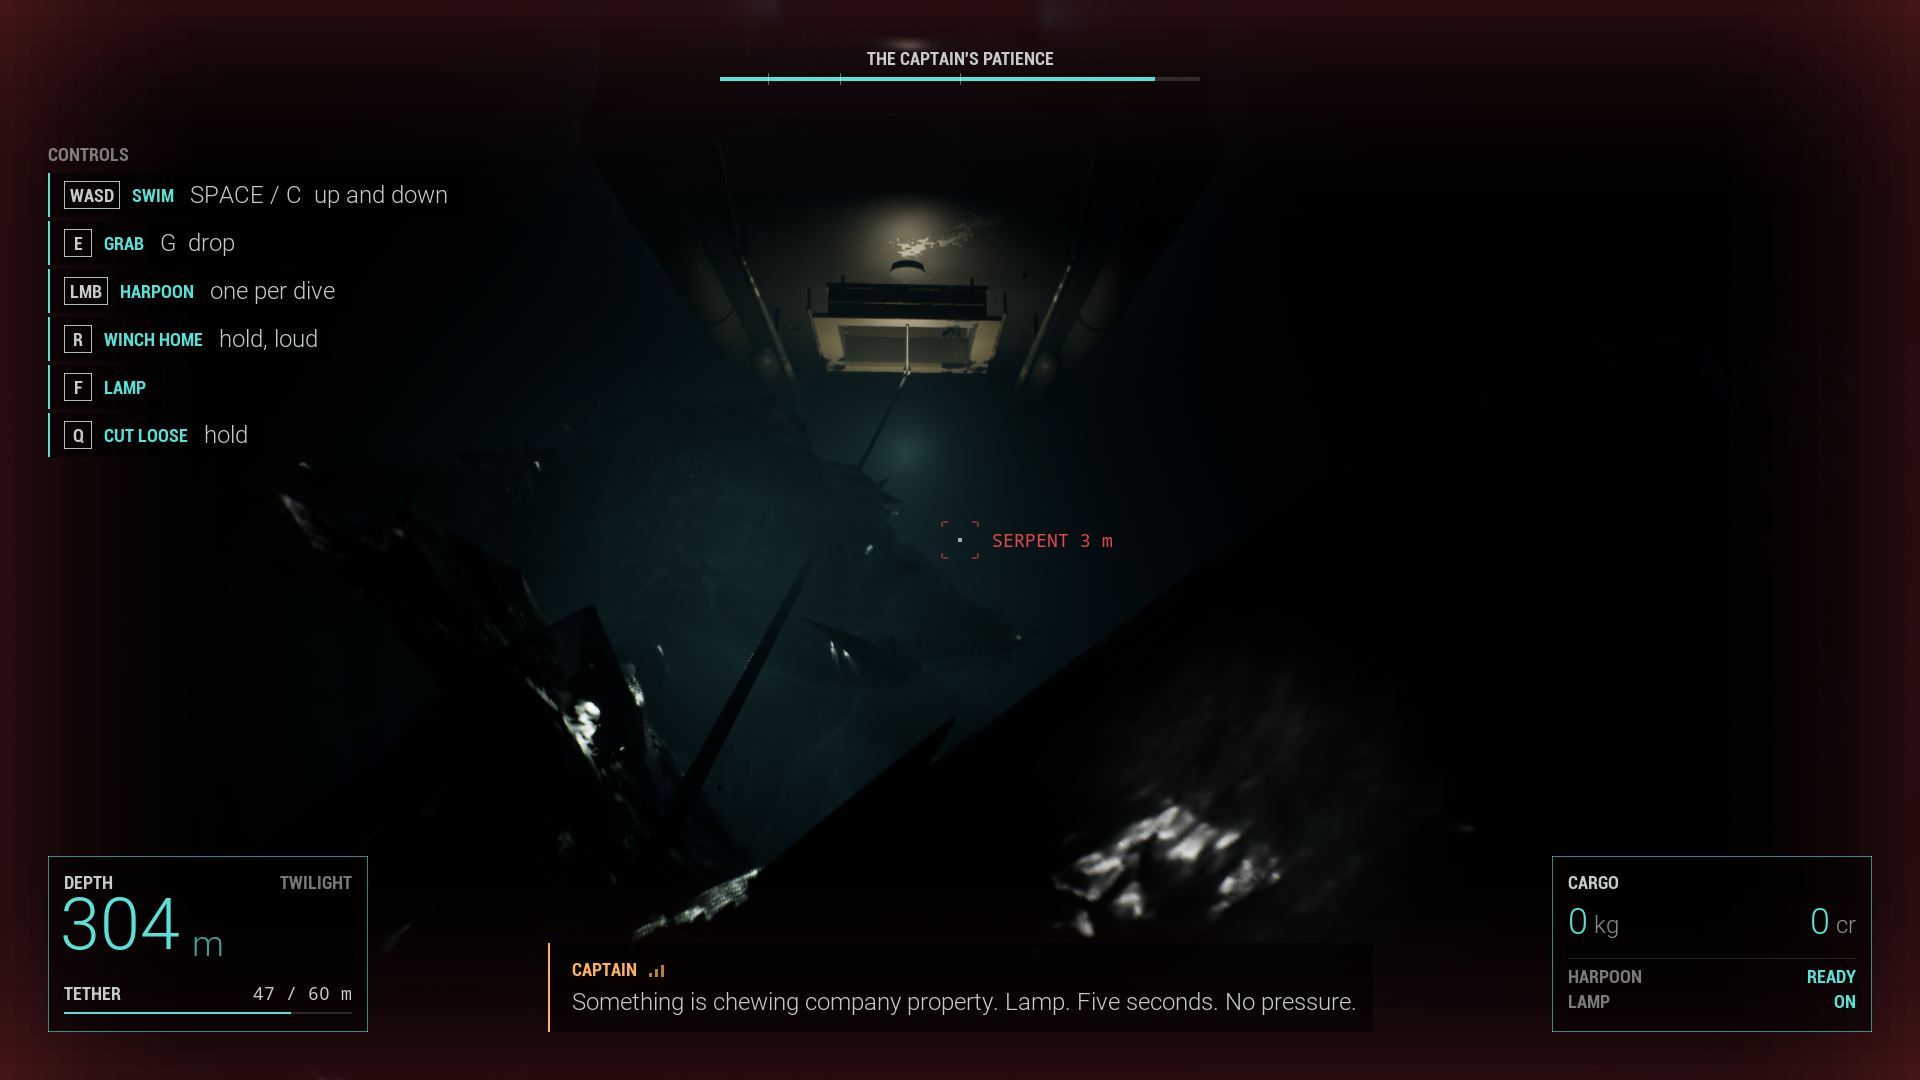 THE CAPTAIN'S PATIENCE
CONTROLS
WASD SWIM SPACE / C up and down
E GRAB G drop
LMB HARPOON one per dive
R WINCH HOME hold, loud
F LAMP
Q CUT LOOSE hold
SERPENT 3 m
DEPTH TWILIGHT
304 m
TETHER 47 / 60 m
CAPTAIN
Something is chewing company property. Lamp. Five seconds. No pressure.
CARGO
0 kg 0 cr
HARPOON READY
LAMP ON